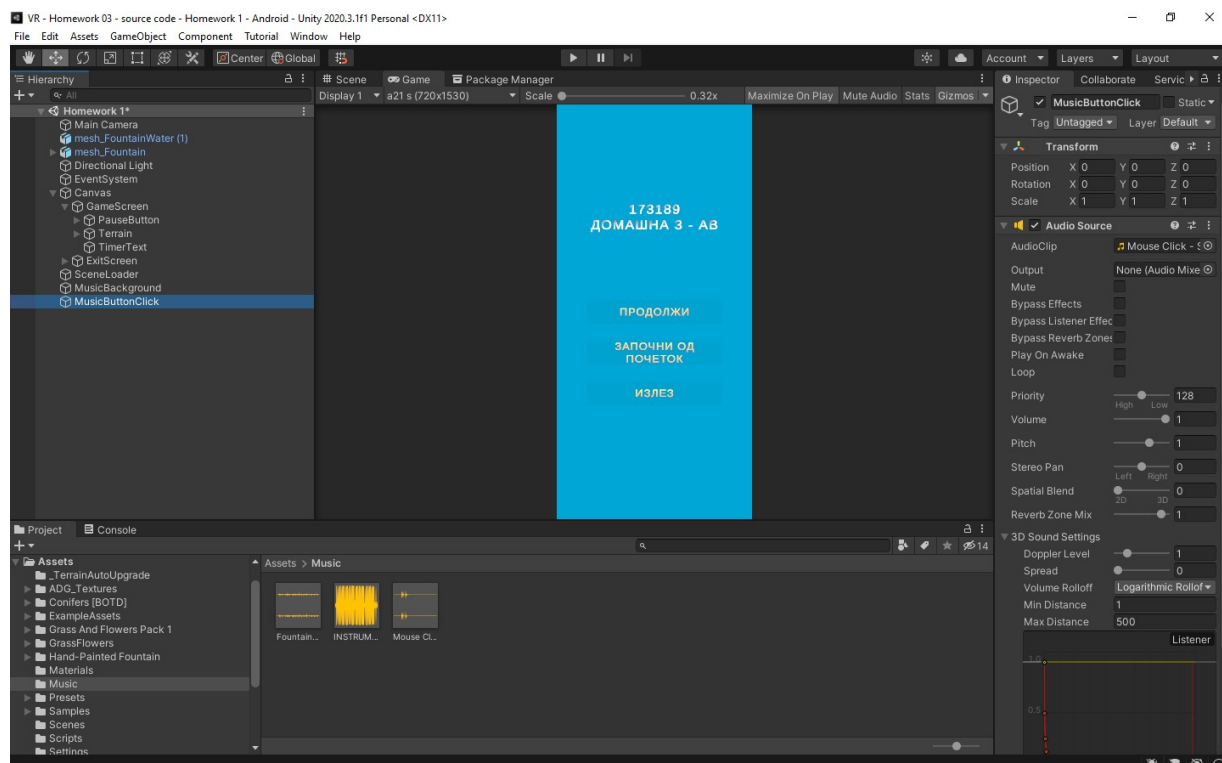 VR - Homework 03 - source code - Homework 1 - Android - Unity 2020.3.1f1 Personal <DX11>
File Edit Assets GameObject Component Tutorial Window Help
Center Global
Account Layers Layout
Hierarchy
All
Homework 1*
Main Camera
mesh_FountainWater (1)
mesh_Fountain
Directional Light
EventSystem
Canvas
GameScreen
PauseButton
Terrain
TimerText
ExitScreen
SceneLoader
MusicBackground
MusicButtonClick
Scene Game Package Manager
Display 1 a21 s (720x1530) Scale 0.32x Maximize On Play Mute Audio Stats Gizmos
173189
ДОМАШНА 3 - АВ
ПРОДОЛЖИ
ЗАПОЧНИ ОД
ПОЧЕТОК
ИЗЛЕЗ
Inspector Collaborate Servic
MusicButtonClick Static
Tag Untagged Layer Default
Transform
Position X 0 Y 0 Z 0
Rotation X 0 Y 0 Z 0
Scale X 1 Y 1 Z 1
Audio Source
AudioClip Mouse Click - S
Output None (Audio Mixe
Mute
Bypass Effects
Bypass Listener Effec
Bypass Reverb Zones
Play On Awake
Loop
Priority 128
High Low
Volume 1
Pitch 1
Stereo Pan 0
Left Right
Spatial Blend 0
2D 3D
Reverb Zone Mix 1
3D Sound Settings
Doppler Level 1
Spread 0
Volume Rolloff Logarithmic Rollof
Min Distance 1
Max Distance 500
Listener
1.0
0.5
Project Console
14
Assets
_TerrainAutoUpgrade
ADG_Textures
Conifers [BOTD]
ExampleAssets
Grass And Flowers Pack 1
GrassFlowers
Hand-Painted Fountain
Materials
Music
Presets
Samples
Scenes
Scripts
Settings
Assets > Music
Fountain... INSTRUM... Mouse Cl...